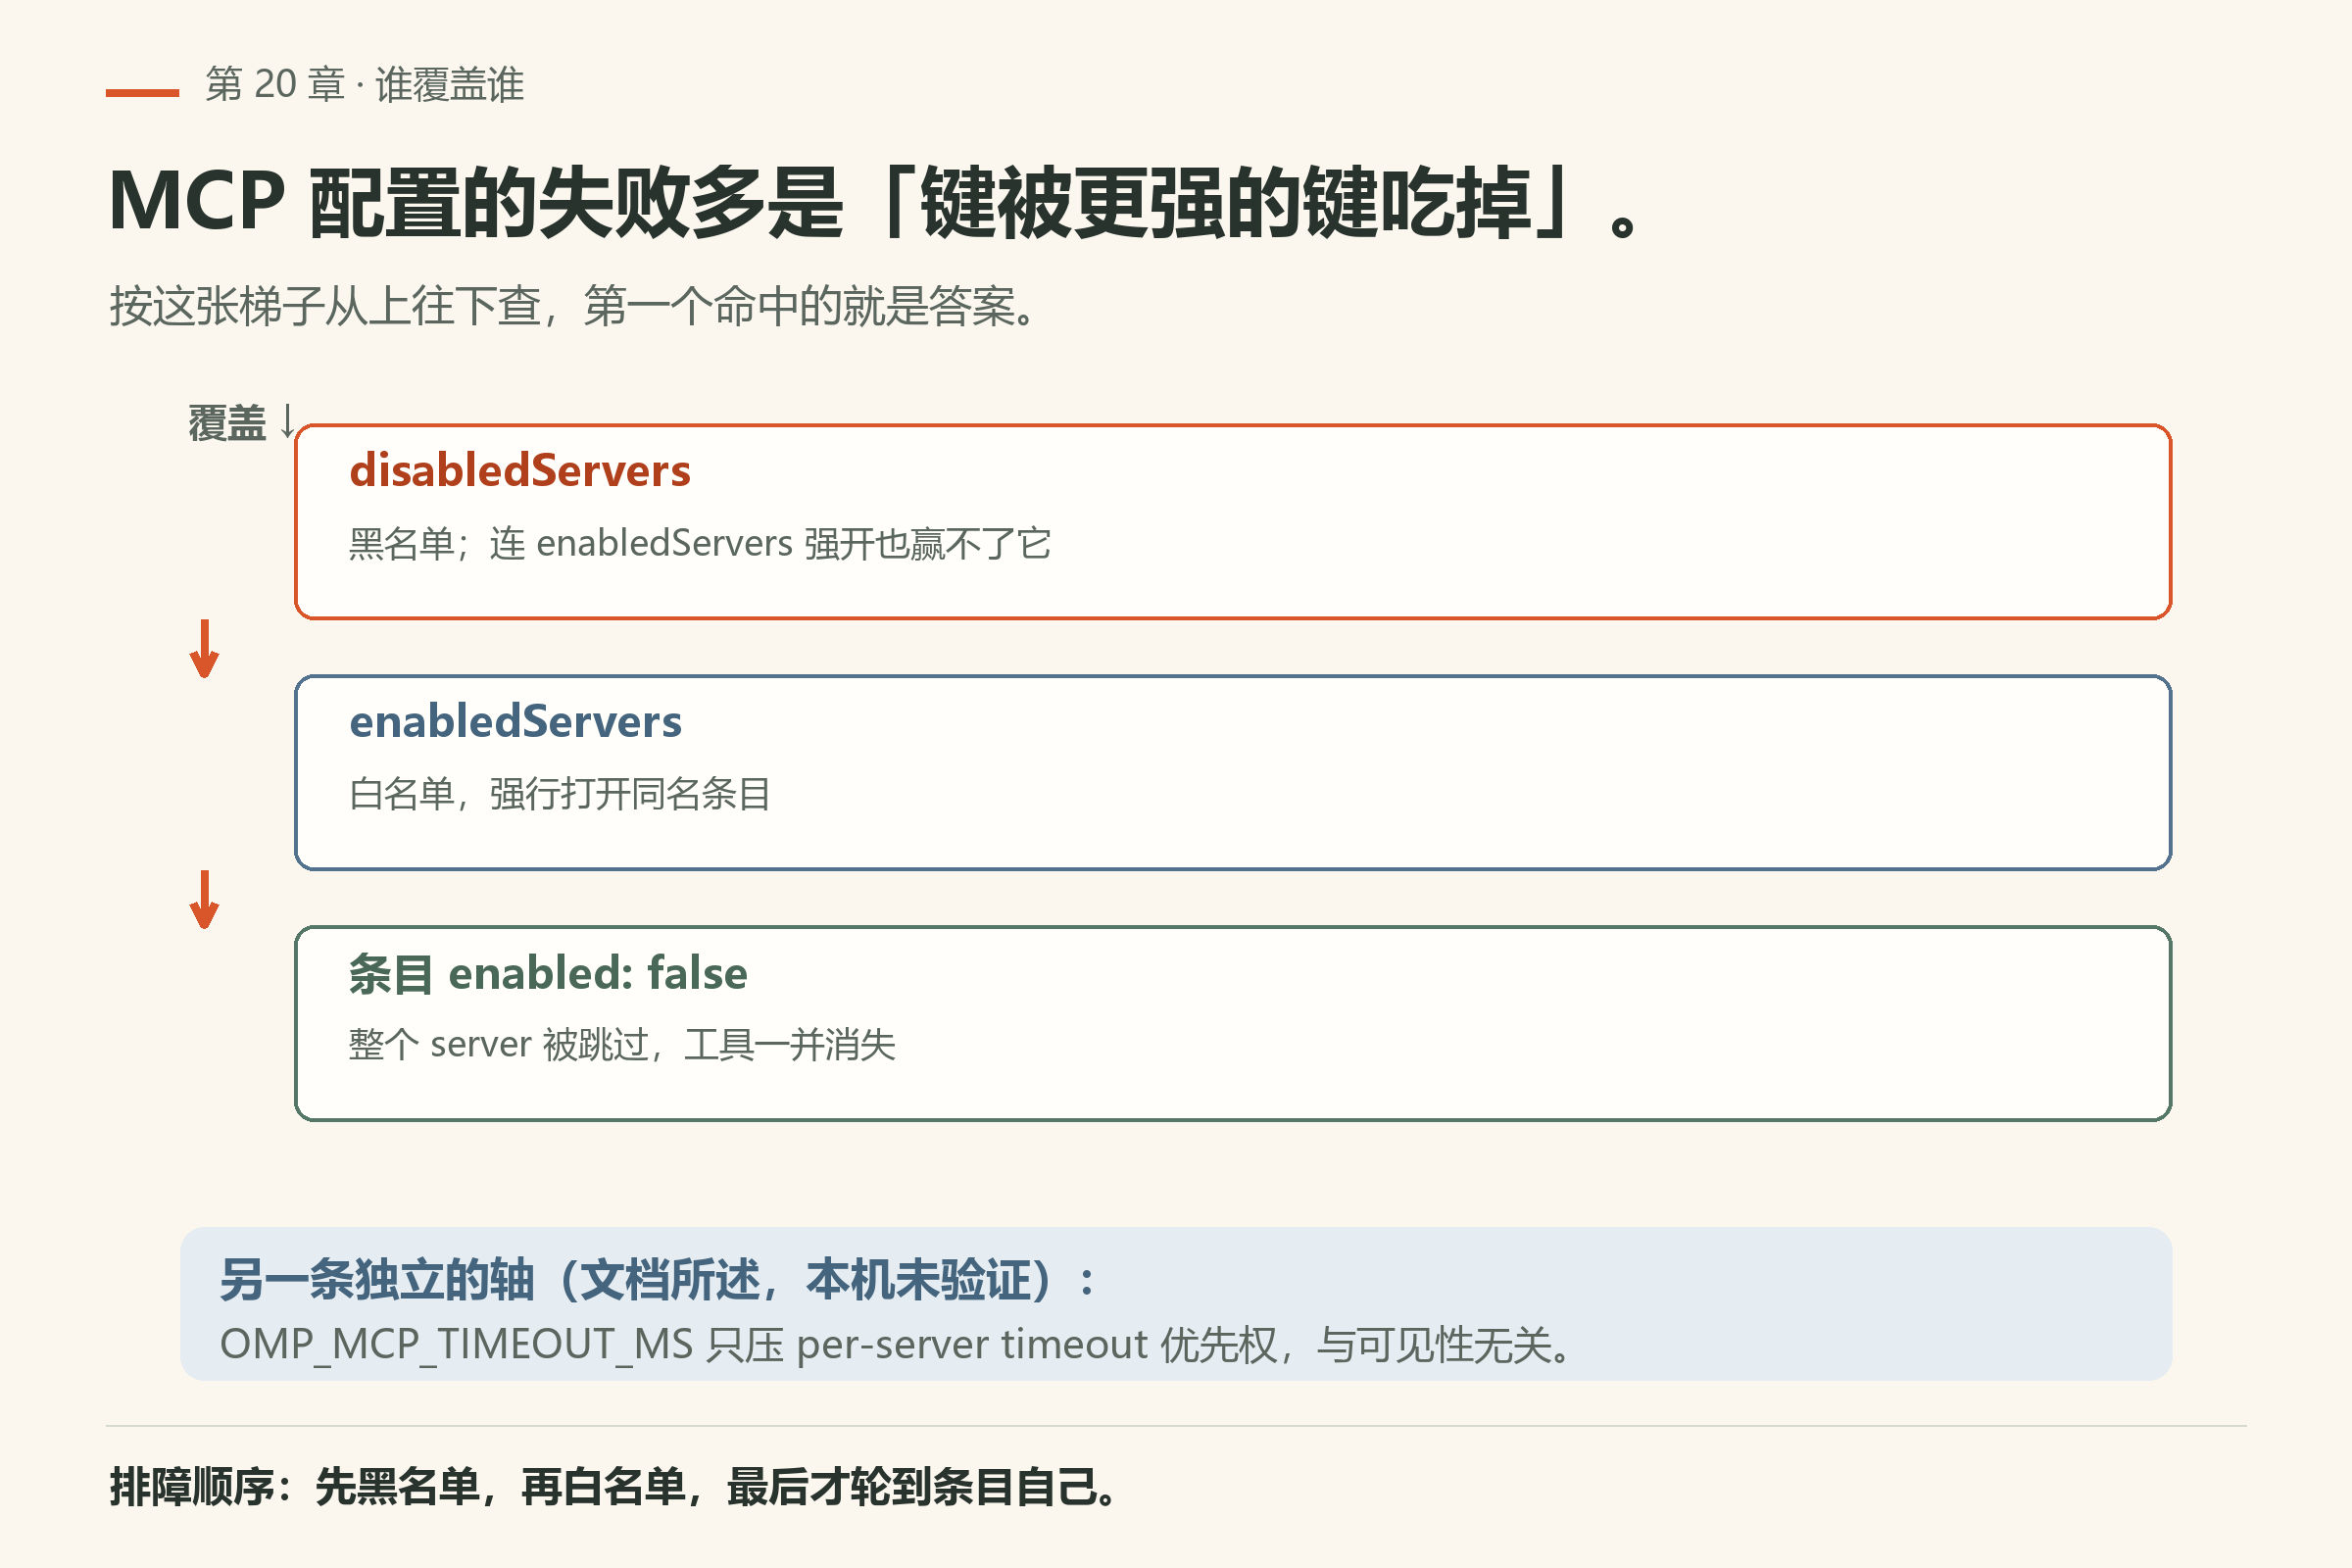 第 20 章 · 谁覆盖谁
MCP 配置的失败多是「键被更强的键吃掉」。
按这张梯子从上往下查，第一个命中的就是答案。
覆盖 ↓
disabledServers
黑名单；连 enabledServers 强开也赢不了它
enabledServers
白名单，强行打开同名条目
条目 enabled: false
整个 server 被跳过，工具一并消失
另一条独立的轴（文档所述，本机未验证）：
OMP_MCP_TIMEOUT_MS 只压 per-server timeout 优先权，与可见性无关。
排障顺序：先黑名单，再白名单，最后才轮到条目自己。